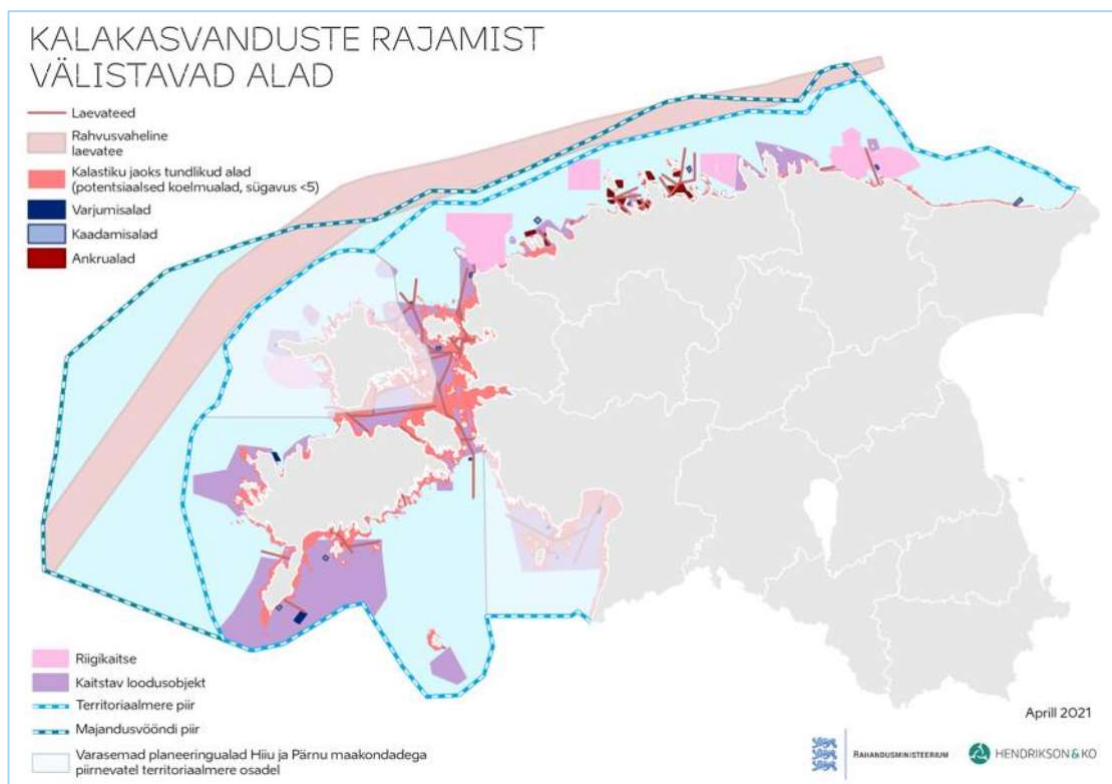 KALAKASVANDUSTE RAJAMIST
VÄLISTAVAD ALAD
Laevateed
Rahvusvaheline
laevatee
Kalastiku jaoks tundlikud alad
(potentsiaalsed koelmualad, sügavus <5)
Varjumisalad
Kaadamisalad
Ankrualad
Riigikaitse
Kaitstav loodusobjekt
Territoriaalmere piir
Majandusvööndi piir
Varasemad planeeringualad Hiiu ja Pärnu maakondadega
piirnevatel territoriaalmere osadel
Aprill 2021
RAHANDUSMINISTEERIUM
HENDRIKSON & KO